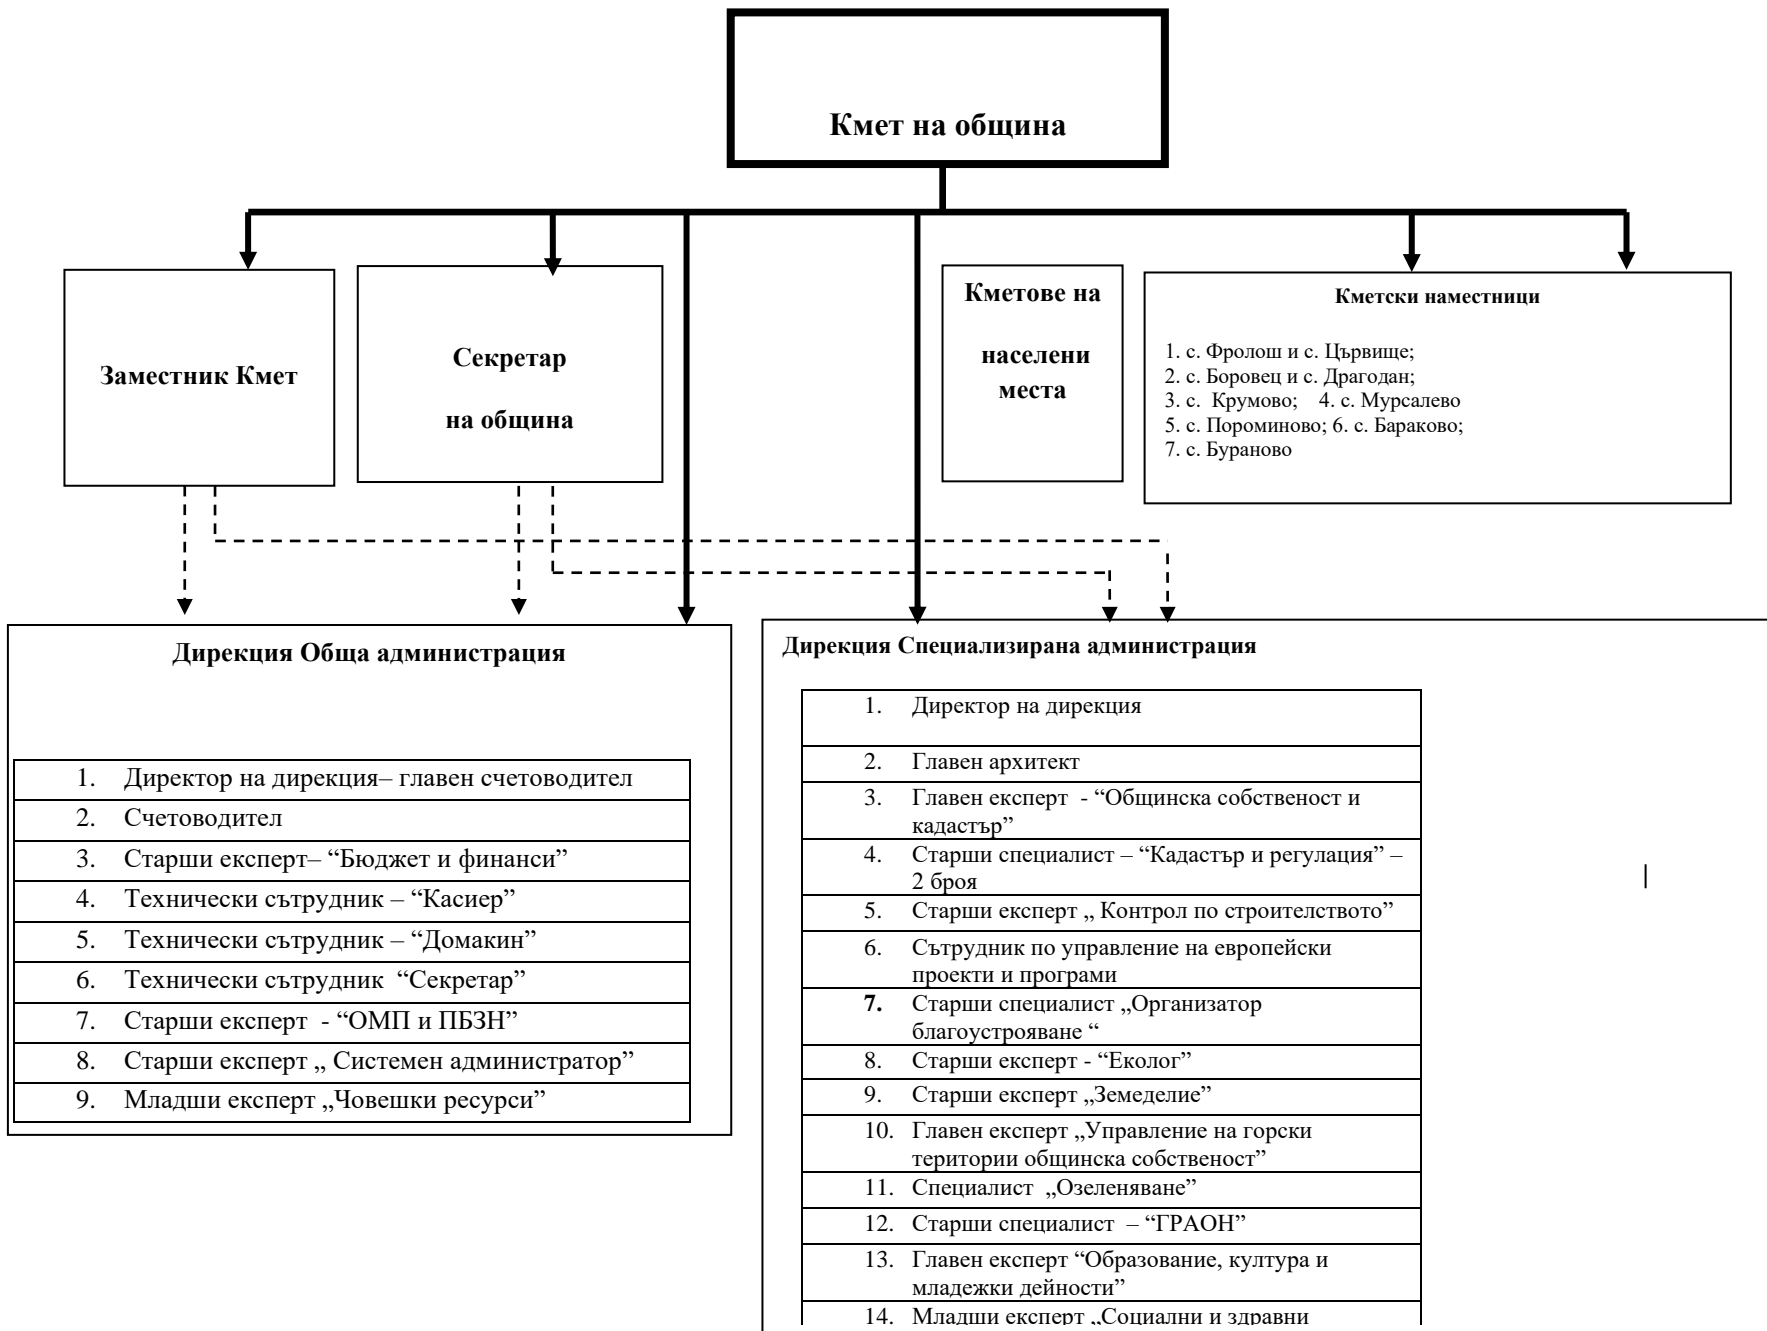 Кмет на община
Заместник Кмет
Секретар
на община
Кметове на
населени
места
Кметски наместници
1. с. Фролош и с. Цървище;
2. с. Боровец и с. Драгодан;
3. с. Крумово; 4. с. Мурсалево
5. с. Пороминово; 6. с. Бараково;
7. с. Бураново
Дирекция Обща администрация
1. Директор на дирекция– главен счетоводител
2. Счетоводител
3. Старши експерт– “Бюджет и финанси”
4. Технически сътрудник – “Касиер”
5. Технически сътрудник – “Домакин”
6. Технически сътрудник “Секретар”
7. Старши експерт - “ОМП и ПБЗН”
8. Старши експерт „ Системен администратор”
9. Младши експерт „Човешки ресурси”
Дирекция Специализирана администрация
1. Директор на дирекция
2. Главен архитект
3. Главен експерт - “Общинска собственост и
кадастър”
4. Старши специалист – “Кадастър и регулация” –
2 броя
5. Старши експерт „ Контрол по строителството”
6. Сътрудник по управление на европейски
проекти и програми
7. Старши специалист „Организатор
благоустрояване “
8. Старши експерт - “Еколог”
9. Старши експерт „Земеделие”
10. Главен експерт „Управление на горски
територии общинска собственост”
11. Специалист „Озеленяване”
12. Старши специалист – “ГРАОН”
13. Главен експерт “Образование, култура и
младежки дейности”
14. Младши експерт „Социални и здравни